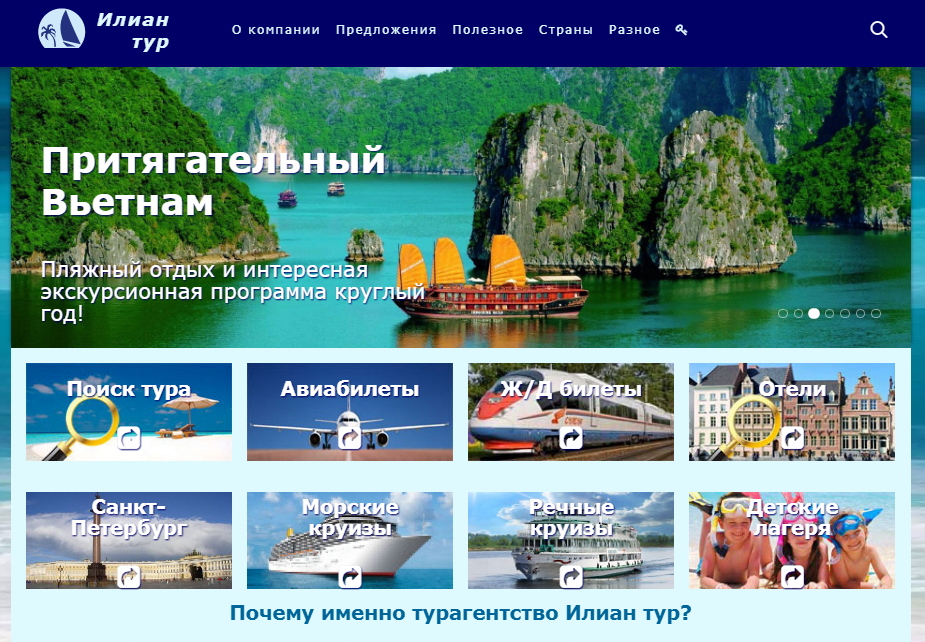 Илиан
тур
О компании Предложения Полезное Страны Разное
Притягательный
Вьетнам
Пляжный отдых и интересная
экскурсионная программа круглый
год!
Поиск тура Авиабилеты Ж/Д билеты Отели
Санкт-
Петербург
Морские
круизы
Речные
круизы
Детские
лагеря
Почему именно турагентство Илиан тур?